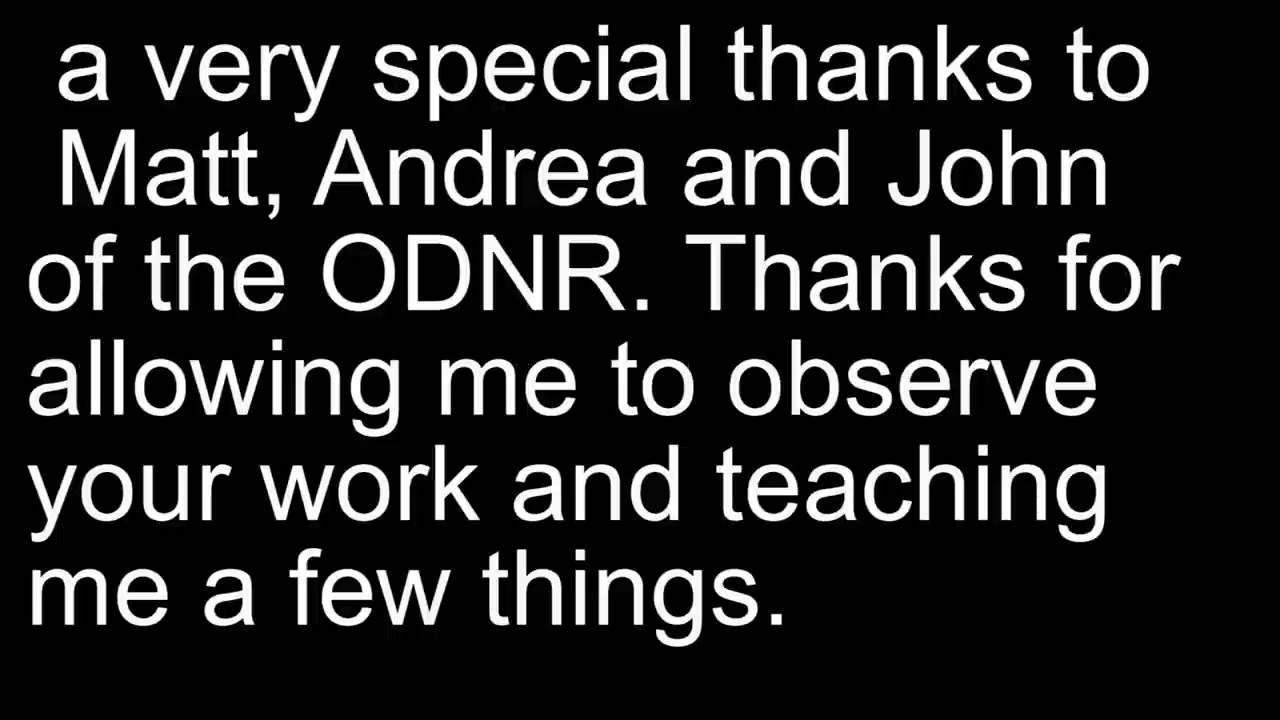 a very special thanks to
Matt, Andrea and John
of the ODNR. Thanks for
allowing me to observe
your work and teaching
me a few things.